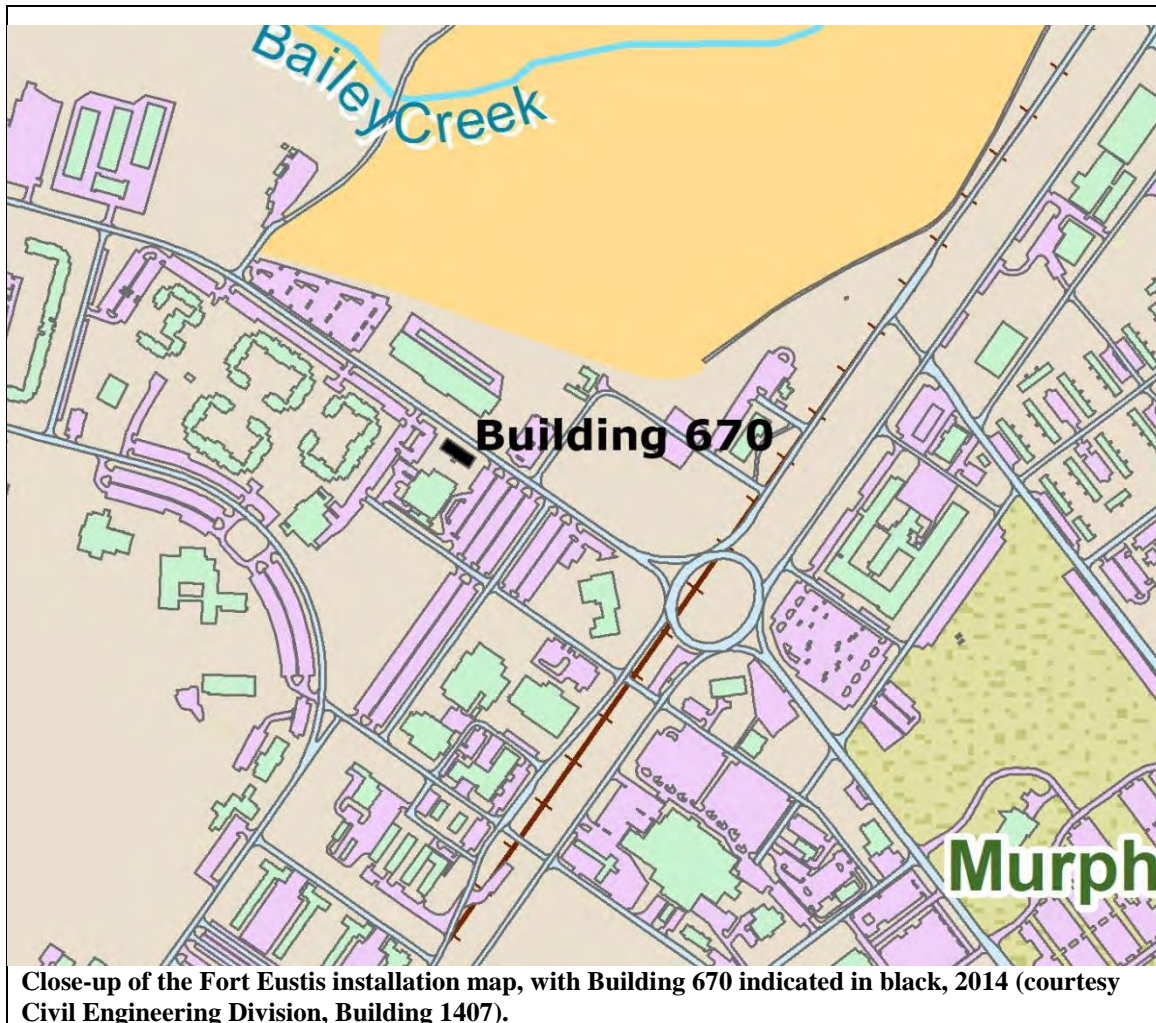 Bailey Creek
Building 670
Murph
Close-up of the Fort Eustis installation map, with Building 670 indicated in black, 2014 (courtesy
Civil Engineering Division, Building 1407).